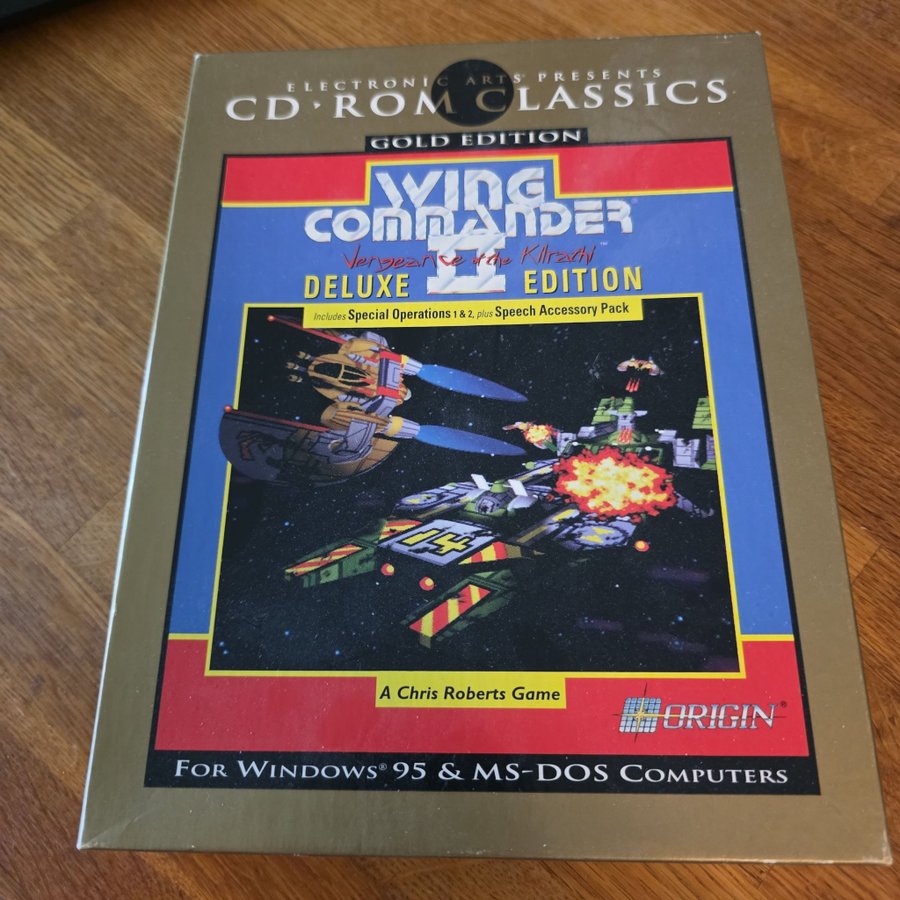 ELECTRONIC ARTS® PRESENTS
CD•ROM CLASSICS
GOLD EDITION
WING
COMMANDER®
II™
Vengeance of the Kilrathi
DELUXE EDITION
Includes Special Operations 1 & 2, plus Speech Accessory Pack
14
A Chris Roberts Game
ORIGIN®
FOR WINDOWS® 95 & MS-DOS COMPUTERS